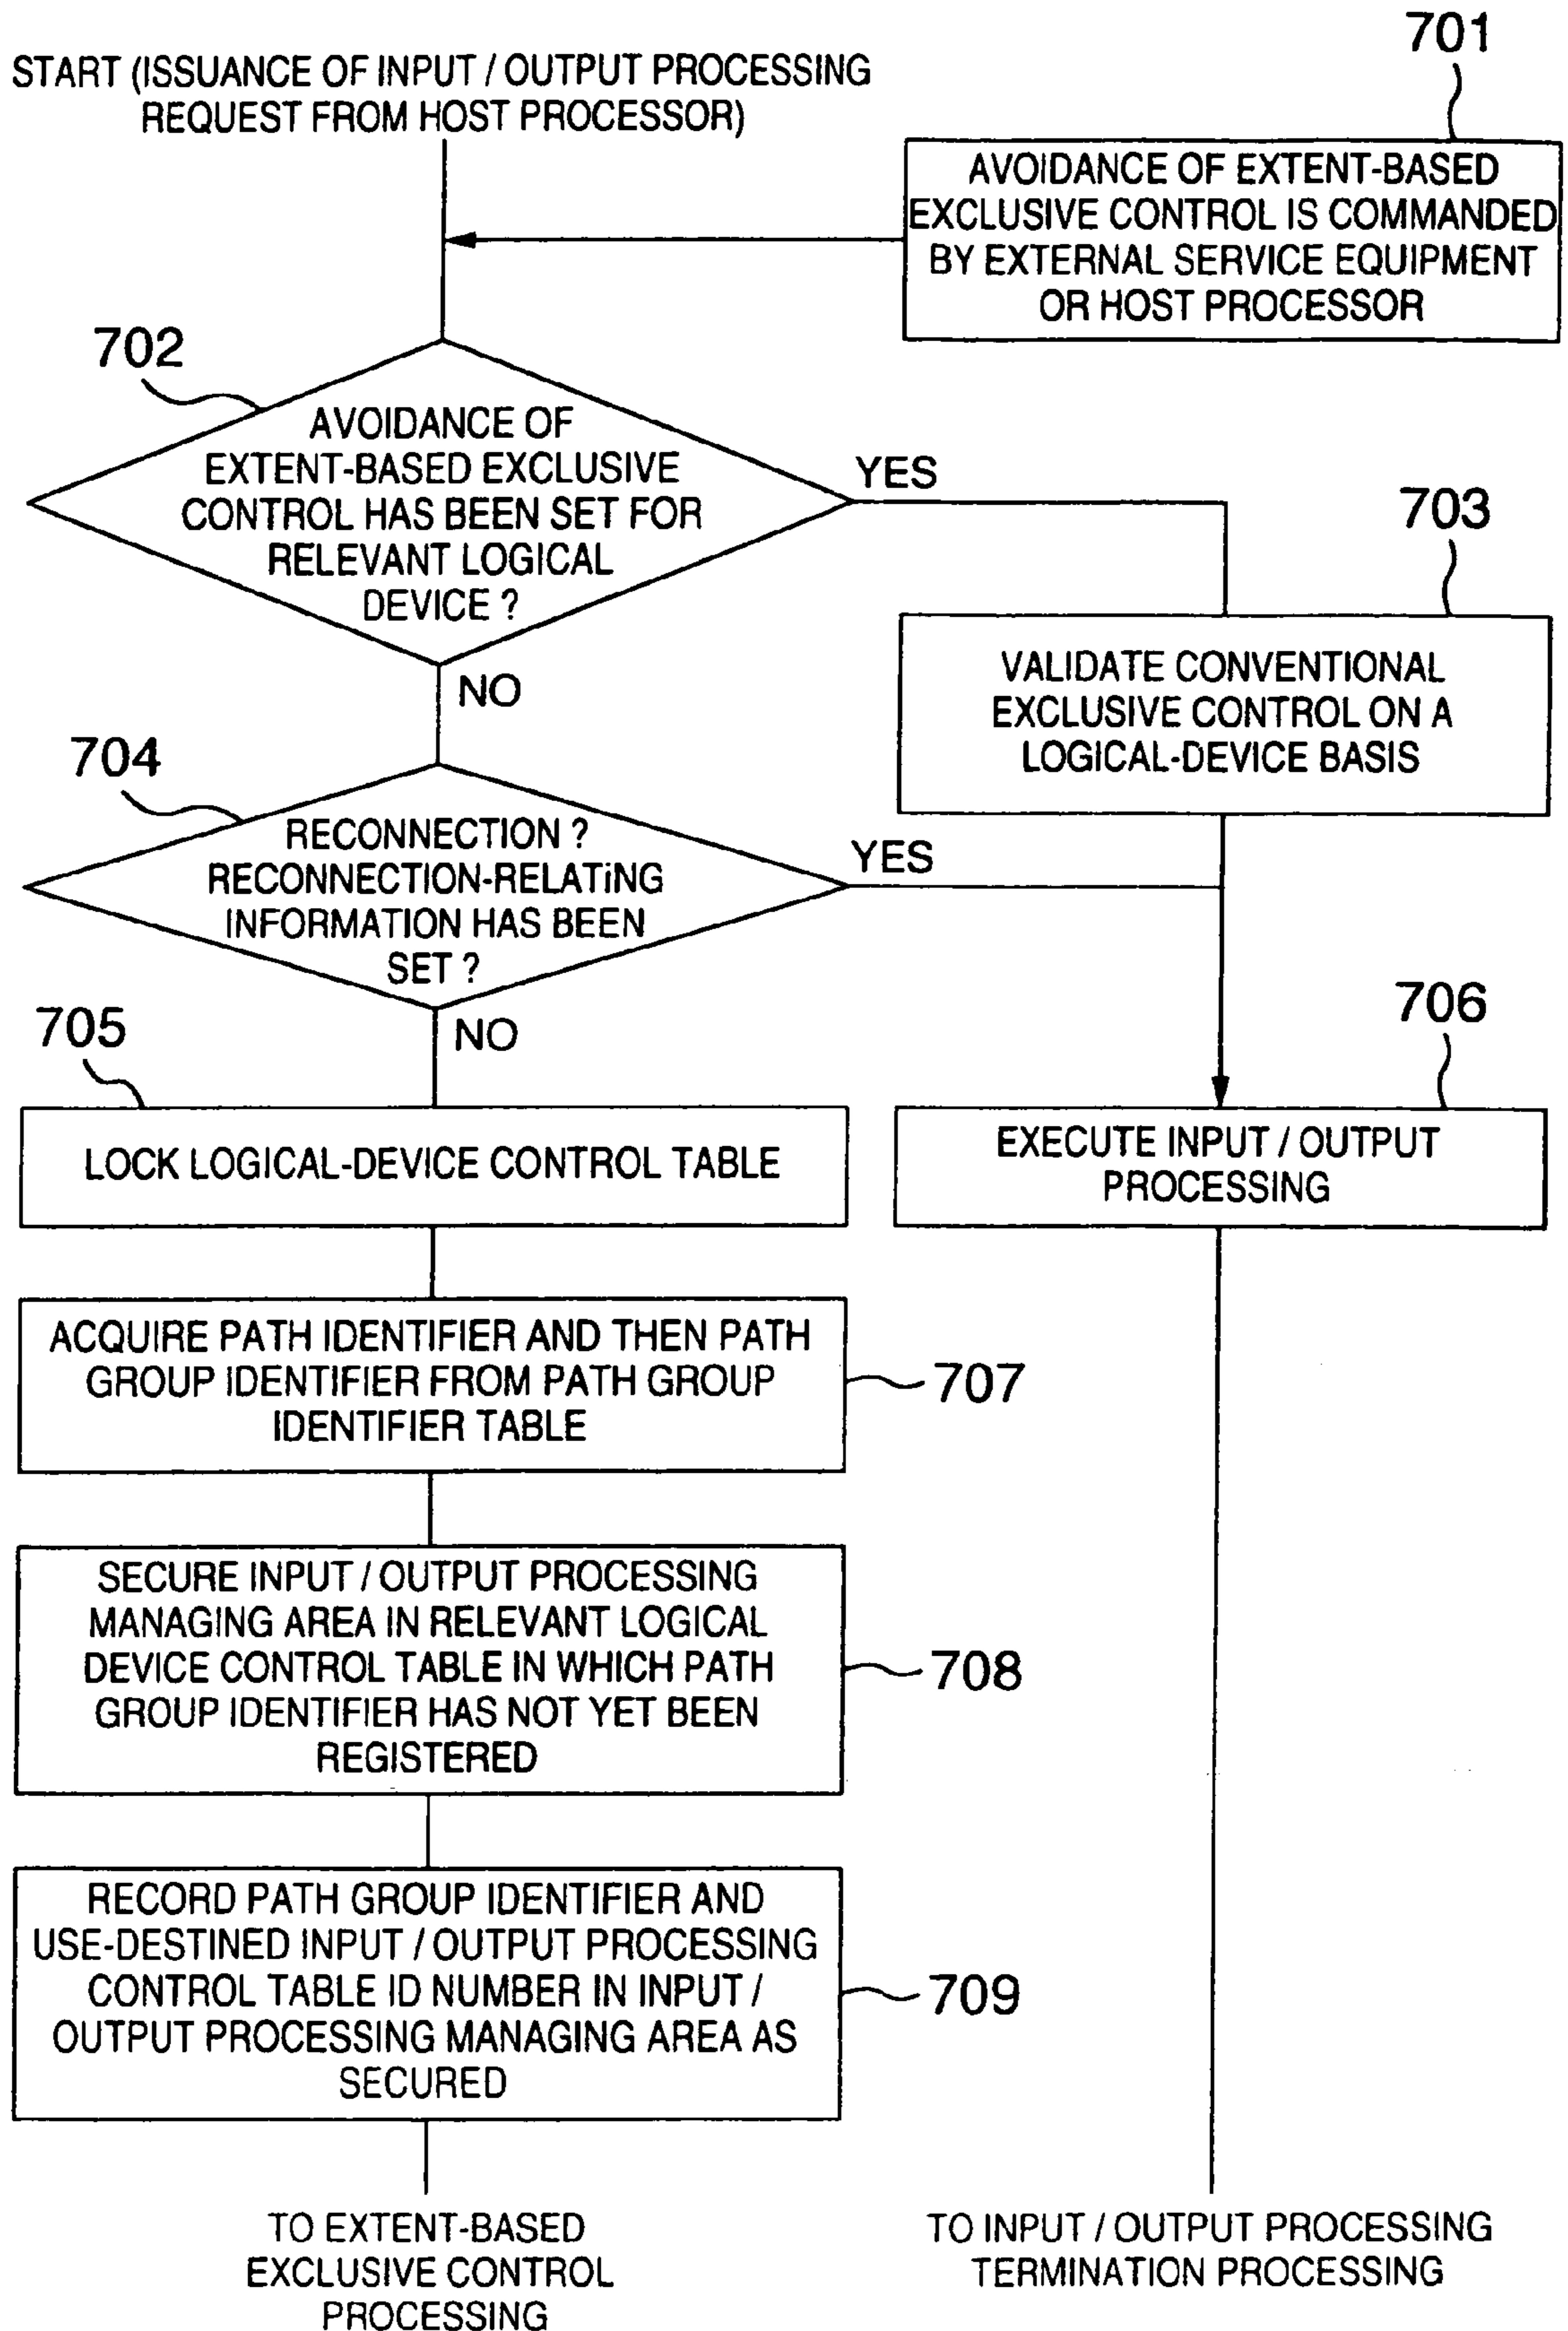 701
START (ISSUANCE OF INPUT / OUTPUT PROCESSING
REQUEST FROM HOST PROCESSOR)
AVOIDANCE OF EXTENT-BASED
EXCLUSIVE CONTROL IS COMMANDED
BY EXTERNAL SERVICE EQUIPMENT
OR HOST PROCESSOR
702
AVOIDANCE OF
EXTENT-BASED EXCLUSIVE
CONTROL HAS BEEN SET FOR
RELEVANT LOGICAL
DEVICE ?
YES
NO
703
VALIDATE CONVENTIONAL
EXCLUSIVE CONTROL ON A
LOGICAL-DEVICE BASIS
704
RECONNECTION ?
RECONNECTION-RELATING
INFORMATION HAS BEEN
SET ?
YES
NO
705
LOCK LOGICAL-DEVICE CONTROL TABLE
706
EXECUTE INPUT / OUTPUT
PROCESSING
ACQUIRE PATH IDENTIFIER AND THEN PATH
GROUP IDENTIFIER FROM PATH GROUP
IDENTIFIER TABLE
707
SECURE INPUT / OUTPUT PROCESSING
MANAGING AREA IN RELEVANT LOGICAL
DEVICE CONTROL TABLE IN WHICH PATH
GROUP IDENTIFIER HAS NOT YET BEEN
REGISTERED
708
RECORD PATH GROUP IDENTIFIER AND
USE-DESTINED INPUT / OUTPUT PROCESSING
CONTROL TABLE ID NUMBER IN INPUT /
OUTPUT PROCESSING MANAGING AREA AS
SECURED
709
TO EXTENT-BASED
EXCLUSIVE CONTROL
PROCESSING
TO INPUT / OUTPUT PROCESSING
TERMINATION PROCESSING